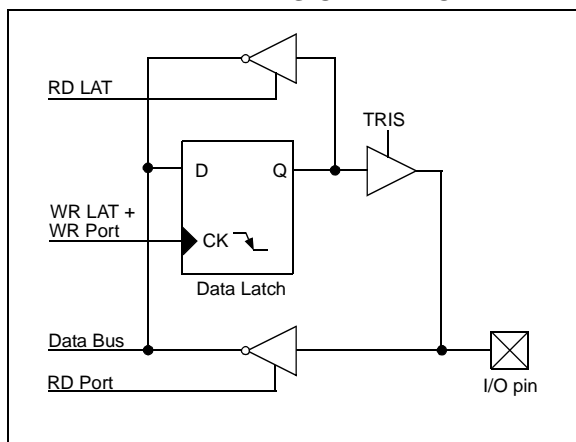 RD LAT
TRIS
D
Q
WR LAT +
WR Port
CK
Data Latch
Data Bus
RD Port
I/O pin